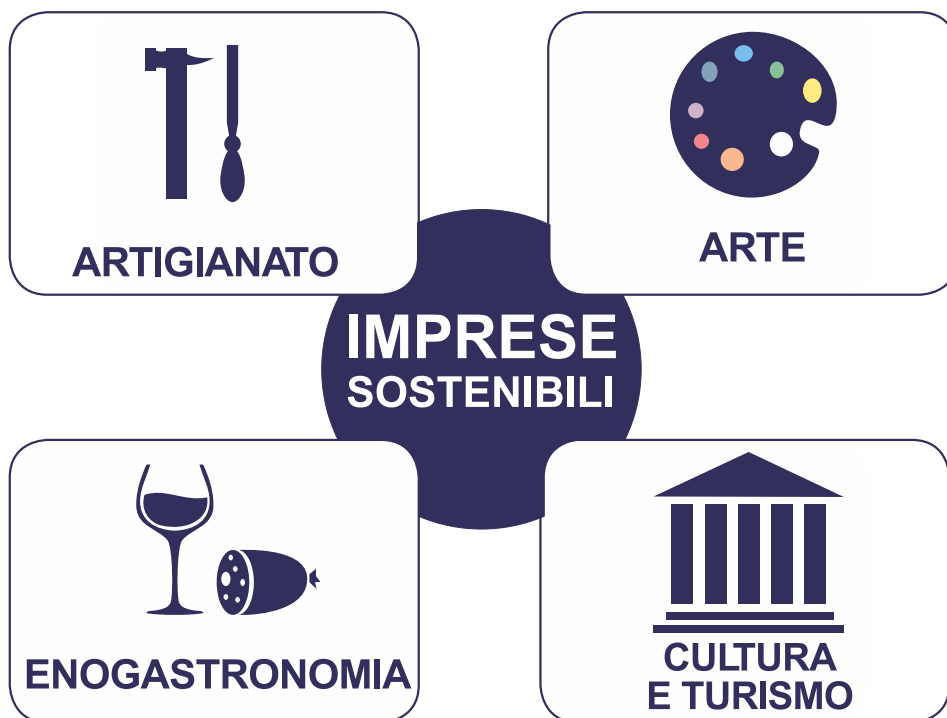 ARTIGIANATO
ARTE
IMPRESE
SOSTENIBILI
ENOGASTRONOMIA
CULTURA
E TURISMO